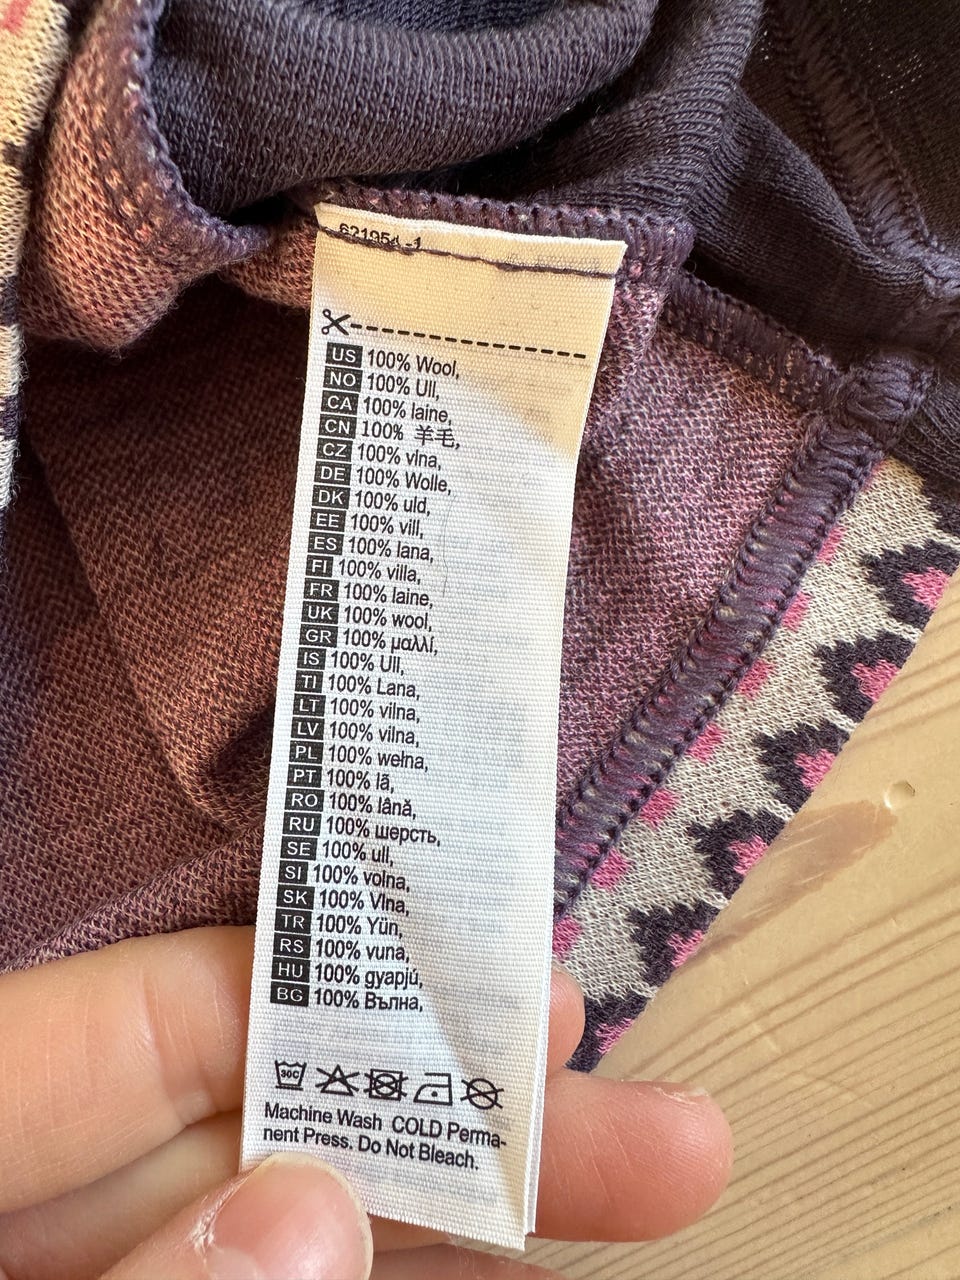 621954 -1
US 100% Wool,
NO 100% Ull,
CA 100% laine,
CN 100% 羊毛,
CZ 100% vlna,
DE 100% Wolle,
DK 100% uld,
EE 100% vill,
ES 100% lana,
FI 100% villa,
FR 100% laine,
UK 100% wool,
GR 100% μαλλί,
IS 100% Ull,
TI 100% Lana,
LT 100% vilna,
LV 100% vilna,
PL 100% wełna,
PT 100% lã,
RO 100% lână,
RU 100% шерсть,
SE 100% ull,
SI 100% volna,
SK 100% Vlna,
TR 100% Yün,
RS 100% vuna,
HU 100% gyapjú,
BG 100% Вълна,
30C
Machine Wash COLD Perma-
nent Press. Do Not Bleach.